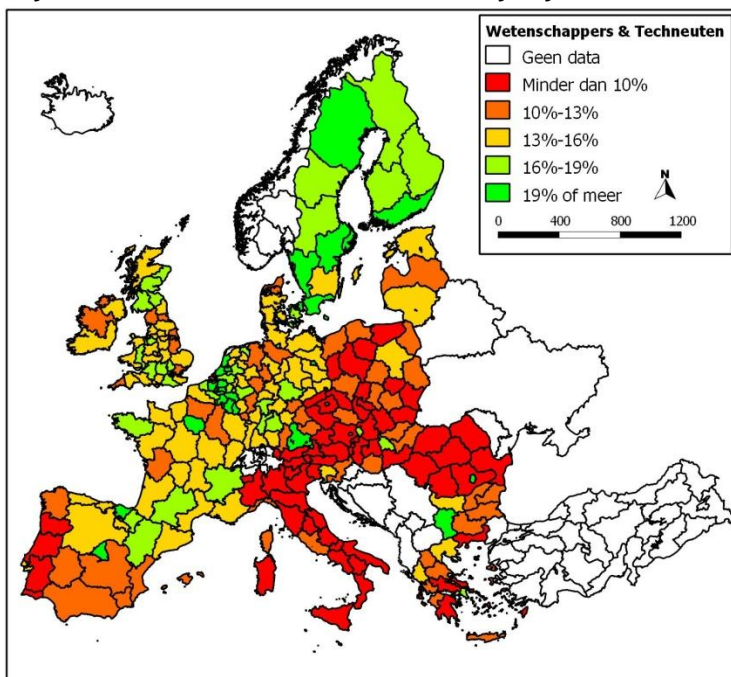 Wetenschappers & Techneuten
Geen data
Minder dan 10%
10%-13%
13%-16%
16%-19%
19% of meer
N
0 400 800 1200